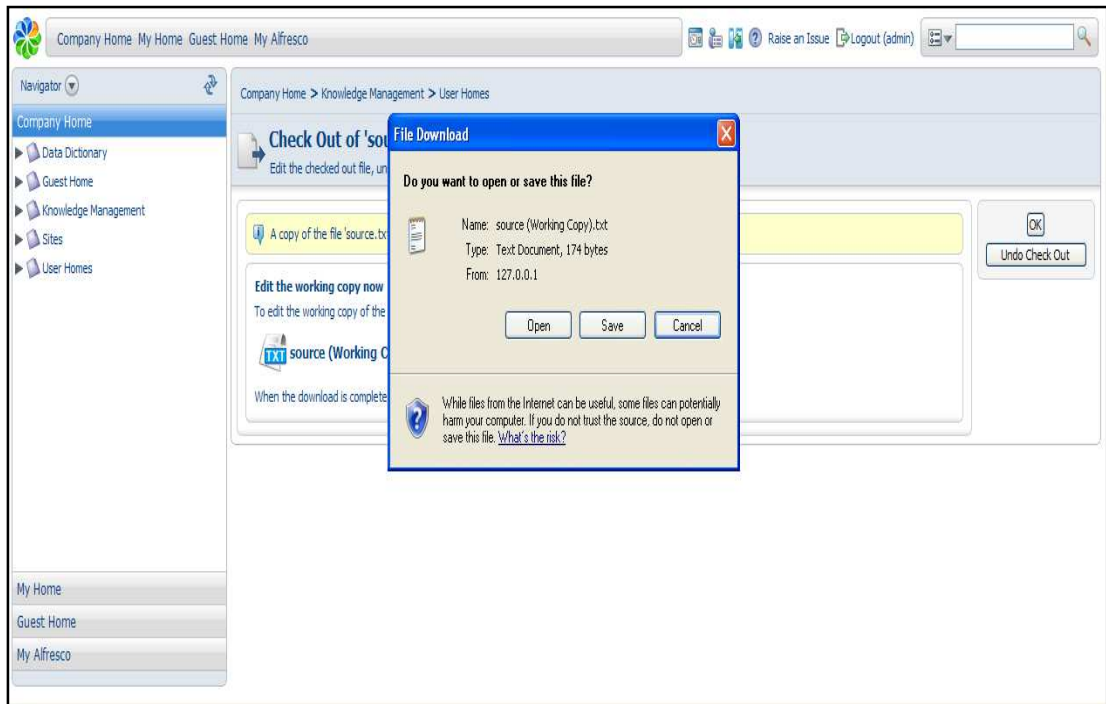 Company Home My Home Guest Home My Alfresco
Raise an Issue Logout (admin)
Navigator
Company Home > Knowledge Management > User Homes
Company Home
Data Dictionary
Guest Home
Knowledge Management
Sites
User Homes
Check Out of 'sou
Edit the checked out file, un
A copy of the file 'source.tx
OK
Undo Check Out
Edit the working copy now
To edit the working copy of the
TXT source (Working C
When the download is complete
File Download
Do you want to open or save this file?
Name: source (Working Copy).txt
Type: Text Document, 174 bytes
From: 127.0.0.1
Open Save Cancel
While files from the Internet can be useful, some files can potentially
harm your computer. If you do not trust the source, do not open or
save this file. What's the risk?
My Home
Guest Home
My Alfresco